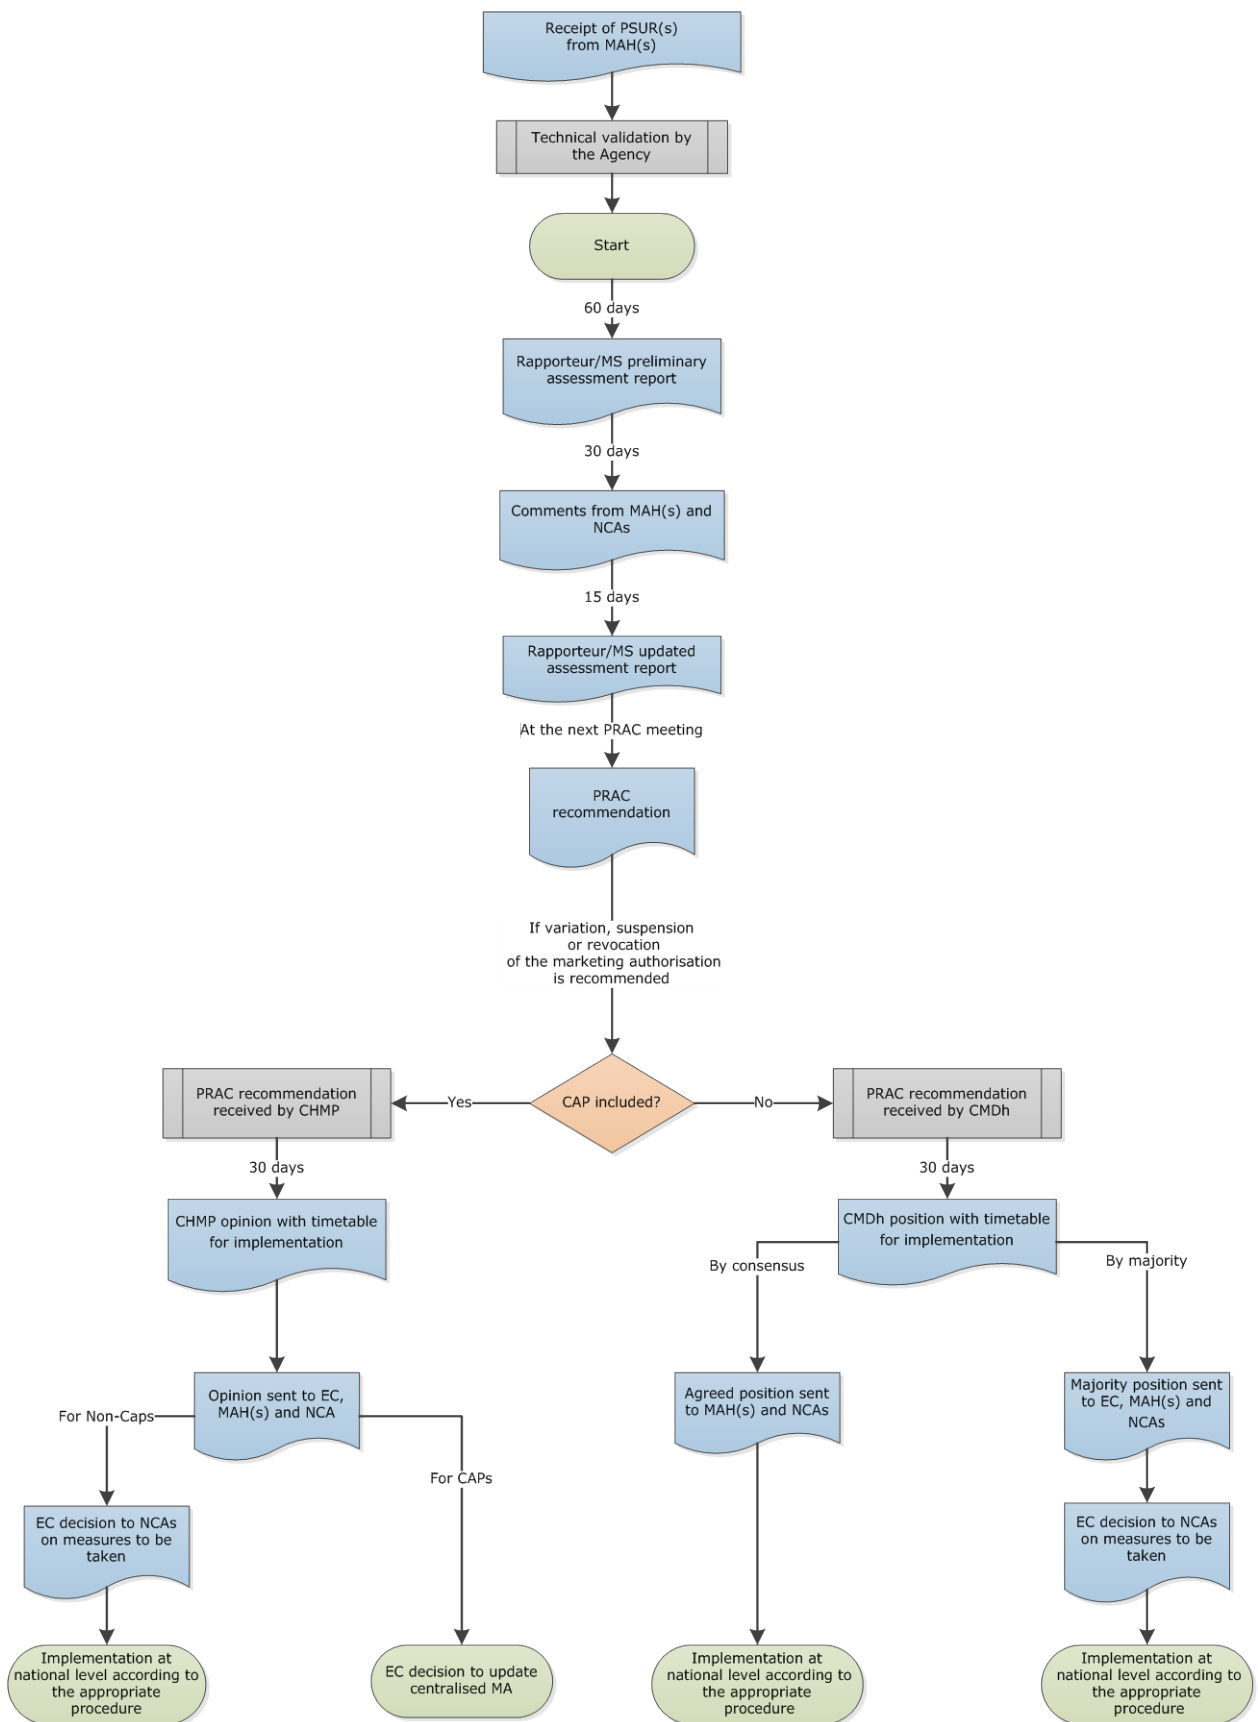 Receipt of PSUR(s)
from MAH(s)
Technical validation by
the Agency
Start
60 days
Rapporteur/MS preliminary
assessment report
30 days
Comments from MAH(s) and
NCAs
15 days
Rapporteur/MS updated
assessment report
At the next PRAC meeting
PRAC
recommendation
If variation, suspension
or revocation
of the marketing authorisation
is recommended
CAP included?
Yes
No
PRAC recommendation
received by CHMP
PRAC recommendation
received by CMDh
30 days
30 days
CHMP opinion with timetable
for implementation
CMDh position with timetable
for implementation
By consensus
By majority
Opinion sent to EC,
MAH(s) and NCA
Agreed position sent
to MAH(s) and NCAs
Majority position sent
to EC, MAH(s) and
NCAs
For Non-Caps
For CAPs
EC decision to NCAs
on measures to be
taken
EC decision to NCAs
on measures to be
taken
Implementation at
national level according to
the appropriate
procedure
EC decision to update
centralised MA
Implementation at
national level according to
the appropriate
procedure
Implementation at
national level according to
the appropriate
procedure